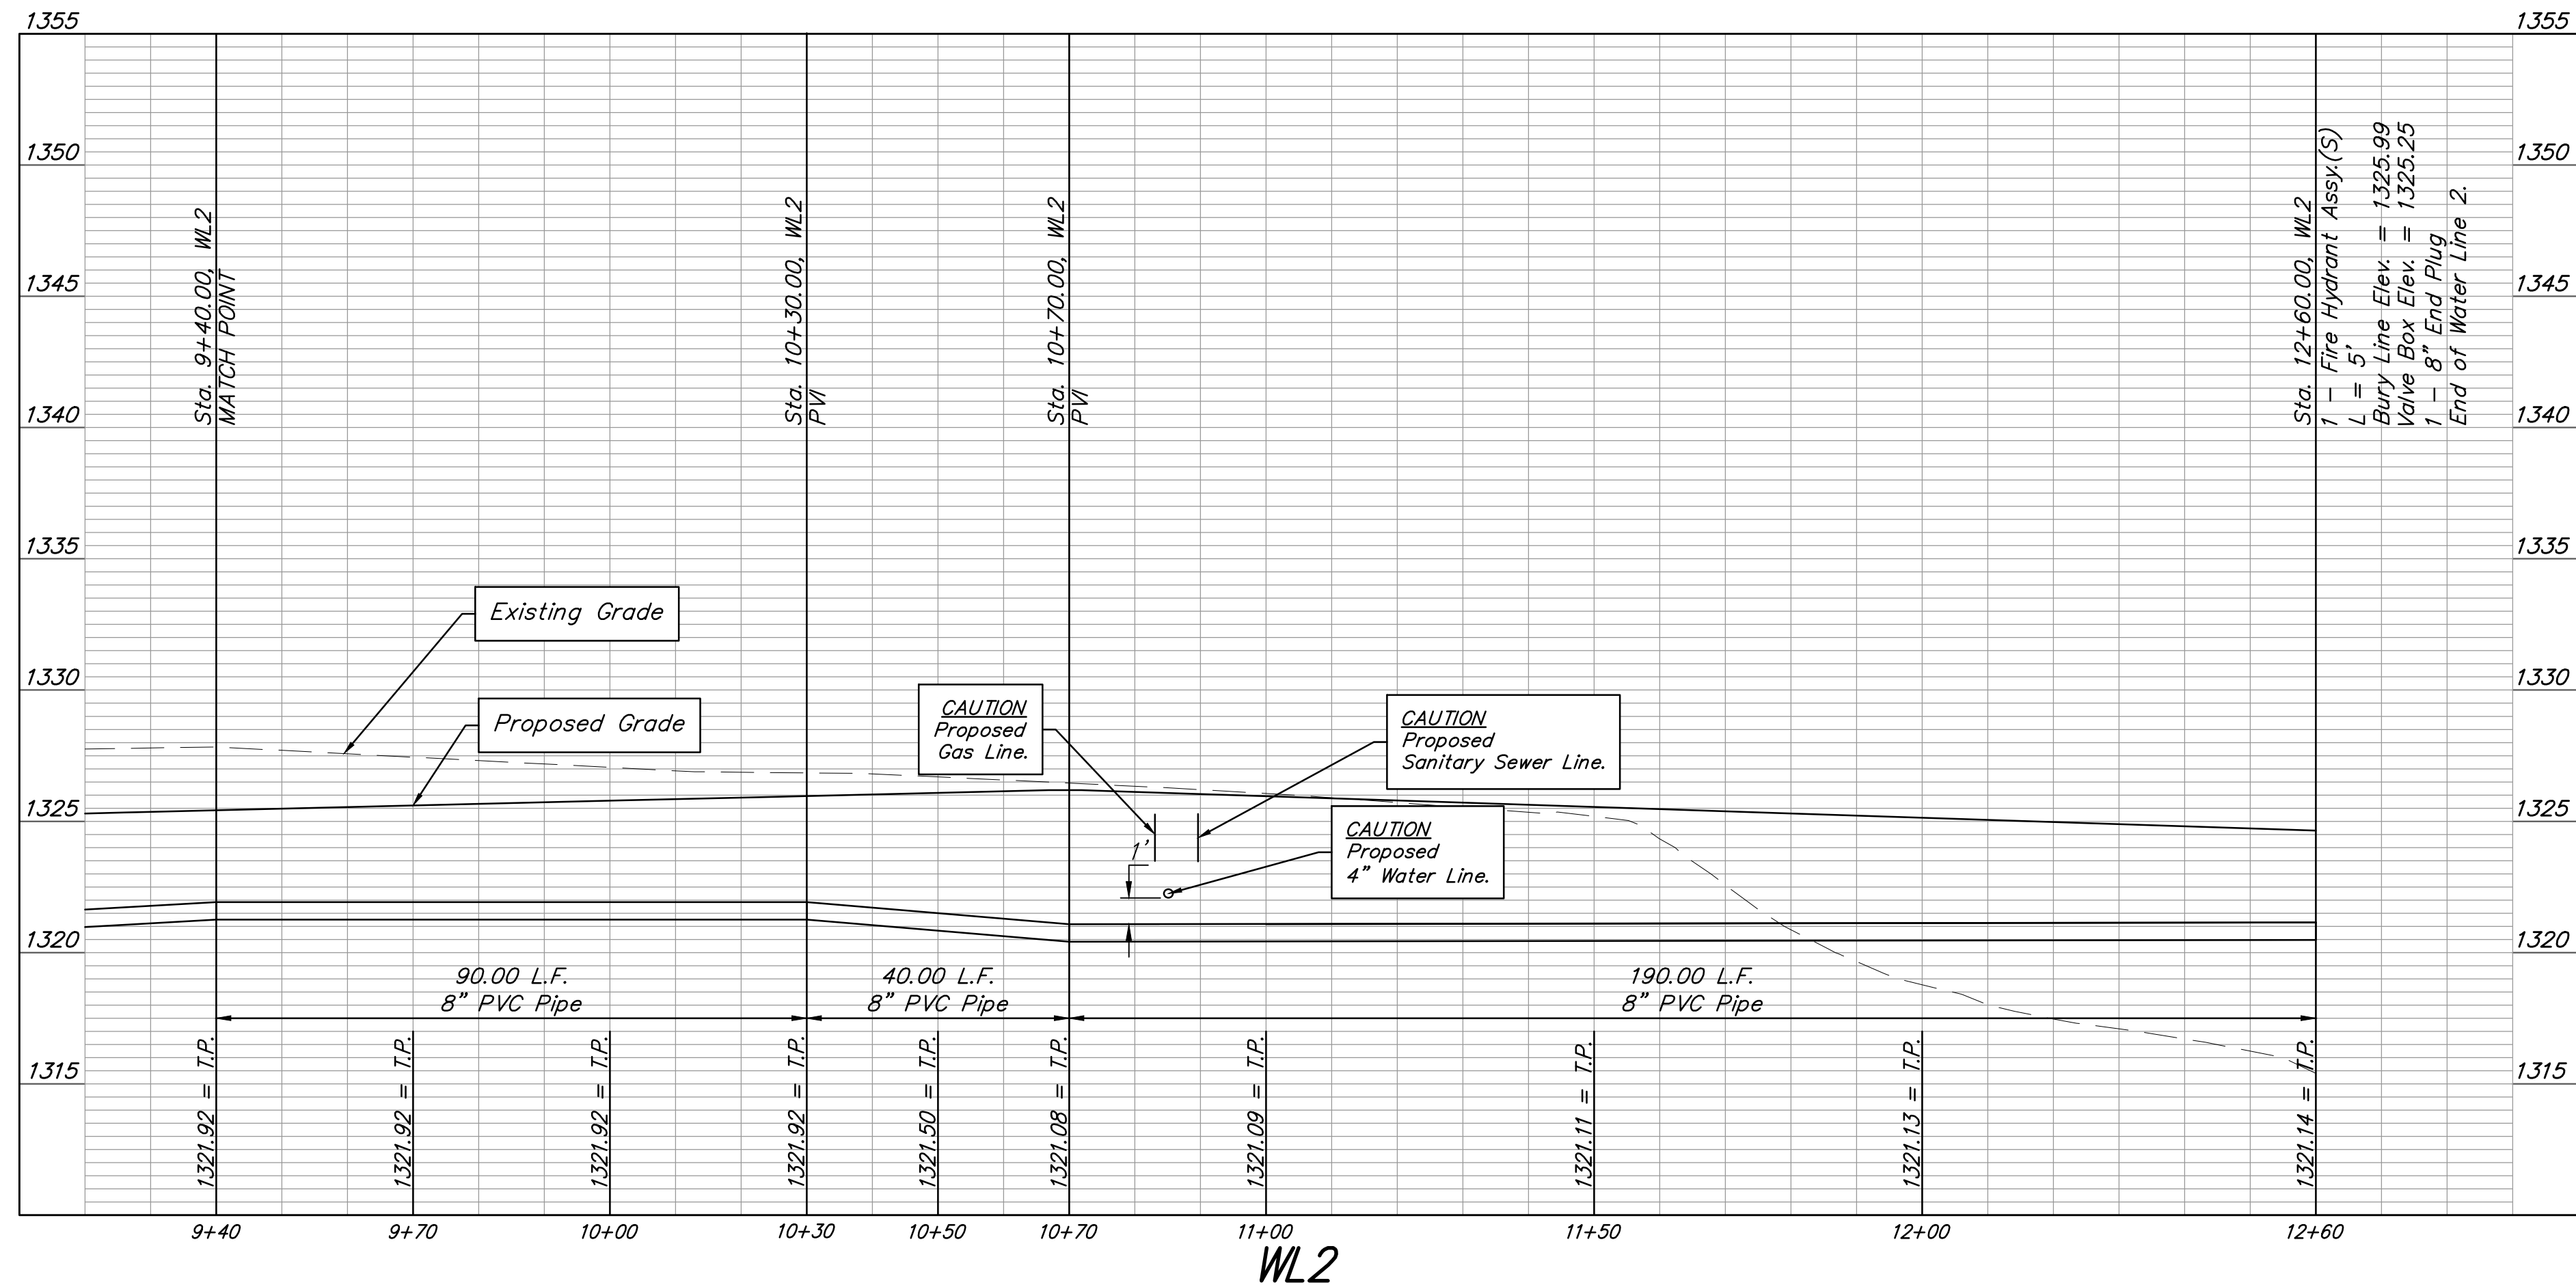 1355
1355
1350
1350
1345
1345
1340
1340
1335
1335
1330
1330
1325
1325
1320
1320
1315
1315
Sta. 9+40.00, WL2
MATCH POINT
Sta. 10+30.00, WL2
PVI
Sta. 10+70.00, WL2
PVI
Sta. 12+60.00, WL2
1 - Fire Hydrant Assy.(S)
L = 5'
Bury Line Elev. = 1325.99
Valve Box Elev. = 1325.25
1 - 8" End Plug
End of Water Line 2.
Existing Grade
Proposed Grade
CAUTION
Proposed
Gas Line.
CAUTION
Proposed
Sanitary Sewer Line.
CAUTION
Proposed
4" Water Line.
1'
90.00 L.F.
8" PVC Pipe
40.00 L.F.
8" PVC Pipe
190.00 L.F.
8" PVC Pipe
1321.92 = T.P.
1321.92 = T.P.
1321.92 = T.P.
1321.92 = T.P.
1321.50 = T.P.
1321.08 = T.P.
1321.09 = T.P.
1321.11 = T.P.
1321.13 = T.P.
1321.14 = T.P.
9+40
9+70
10+00
10+30
10+50
10+70
11+00
11+50
12+00
12+60
WL2